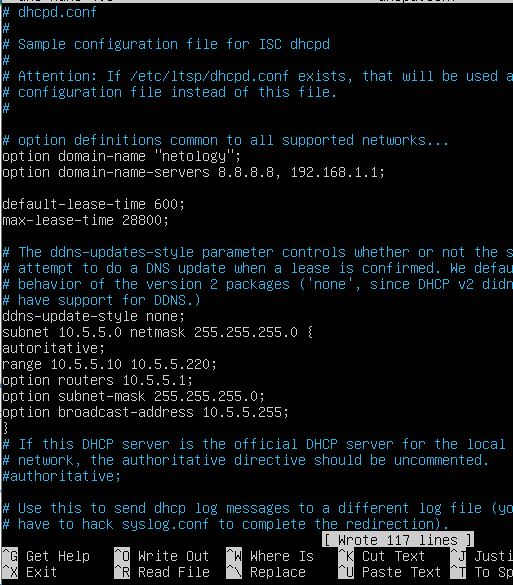 # dhcpd.conf
#
# Sample configuration file for ISC dhcpd
#
# Attention: If /etc/ltsp/dhcpd.conf exists, that will be used a
# configuration file instead of this file.
#

# option definitions common to all supported networks...
option domain-name "netology";
option domain-name-servers 8.8.8.8, 192.168.1.1;

default-lease-time 600;
max-lease-time 28800;

# The ddns-updates-style parameter controls whether or not the s
# attempt to do a DNS update when a lease is confirmed. We defau
# behavior of the version 2 packages ('none', since DHCP v2 didn
# have support for DDNS.)
ddns-update-style none;
subnet 10.5.5.0 netmask 255.255.255.0 {
autoritative;
range 10.5.5.10 10.5.5.220;
option routers 10.5.5.1;
option subnet-mask 255.255.255.0;
option broadcast-address 10.5.5.255;
}
# If this DHCP server is the official DHCP server for the local
# network, the authoritative directive should be uncommented.
#autoritative;

# Use this to send dhcp log messages to a different log file (yo
# have to hack syslog.conf to complete the redirection).
[ Wrote 117 lines ]
^G Get Help ^O Write Out ^W Where Is ^K Cut Text ^J Justi
^X Exit ^R Read File ^\ Replace ^U Paste Text ^T To Sp